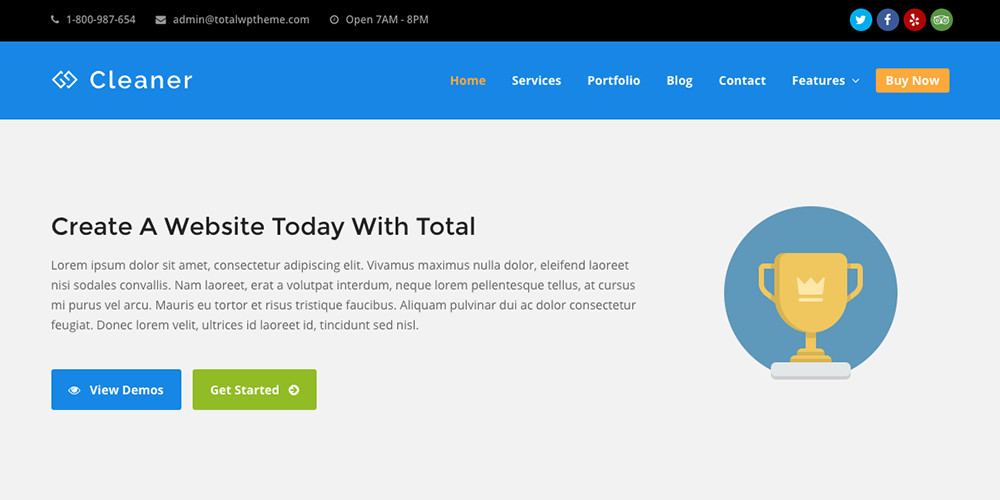 1-800-987-654 admin@totalwptheme.com Open 7AM - 8PM
Cleaner Home Services Portfolio Blog Contact Features Buy Now
Create A Website Today With Total
Lorem ipsum dolor sit amet, consectetur adipiscing elit. Vivamus maximus nulla dolor, eleifend laoreet
nisi sodales convallis. Nam laoreet, erat a volutpat interdum, neque lorem pellentesque tellus, at cursus
mi purus vel arcu. Mauris eu tortor et risus tristique faucibus. Aliquam pulvinar dui ac dolor consectetur
feugiat. Donec lorem velit, ultrices id laoreet id, tincidunt sed nisl.
View Demos Get Started